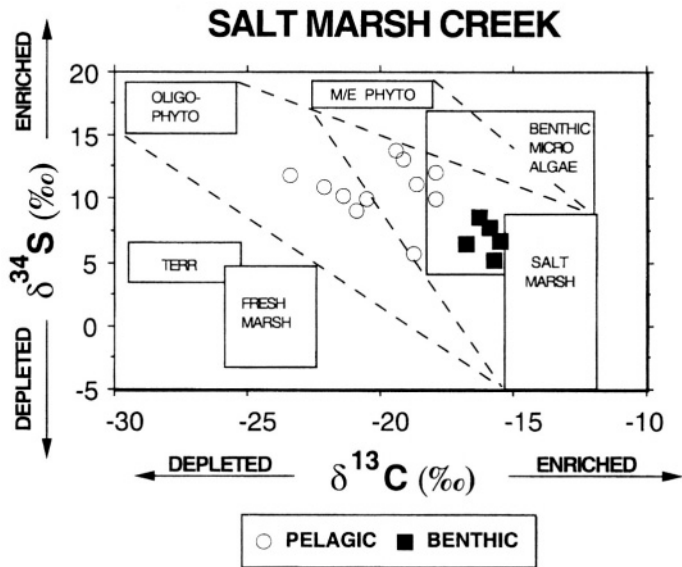 SALT MARSH CREEK
ENRICHED
δ34S (‰)
DEPLETED
20
15
10
5
0
-5
OLIGO-
PHYTO
M/E PHYTO
BENTHIC
MICRO
ALGAE
TERR
FRESH
MARSH
SALT
MARSH
-30 -25 -20 -15 -10
DEPLETED δ13C (‰) ENRICHED
PELAGIC BENTHIC